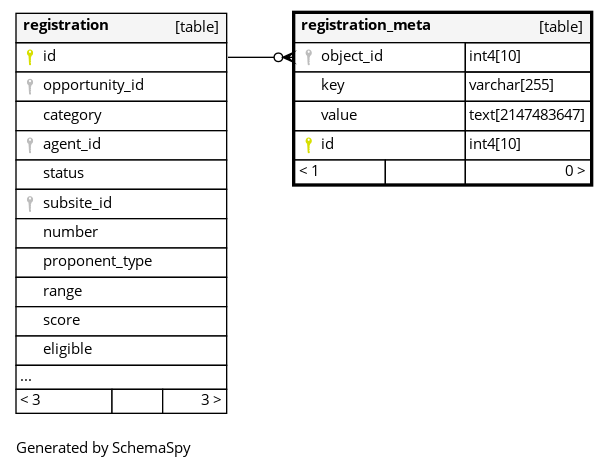 registration [table]
id
opportunity_id
category
agent_id
status
subsite_id
number
proponent_type
range
score
eligible
...
< 3 3 >
registration_meta [table]
object_id int4[10]
key varchar[255]
value text[2147483647]
id int4[10]
< 1 0 >
Generated by SchemaSpy